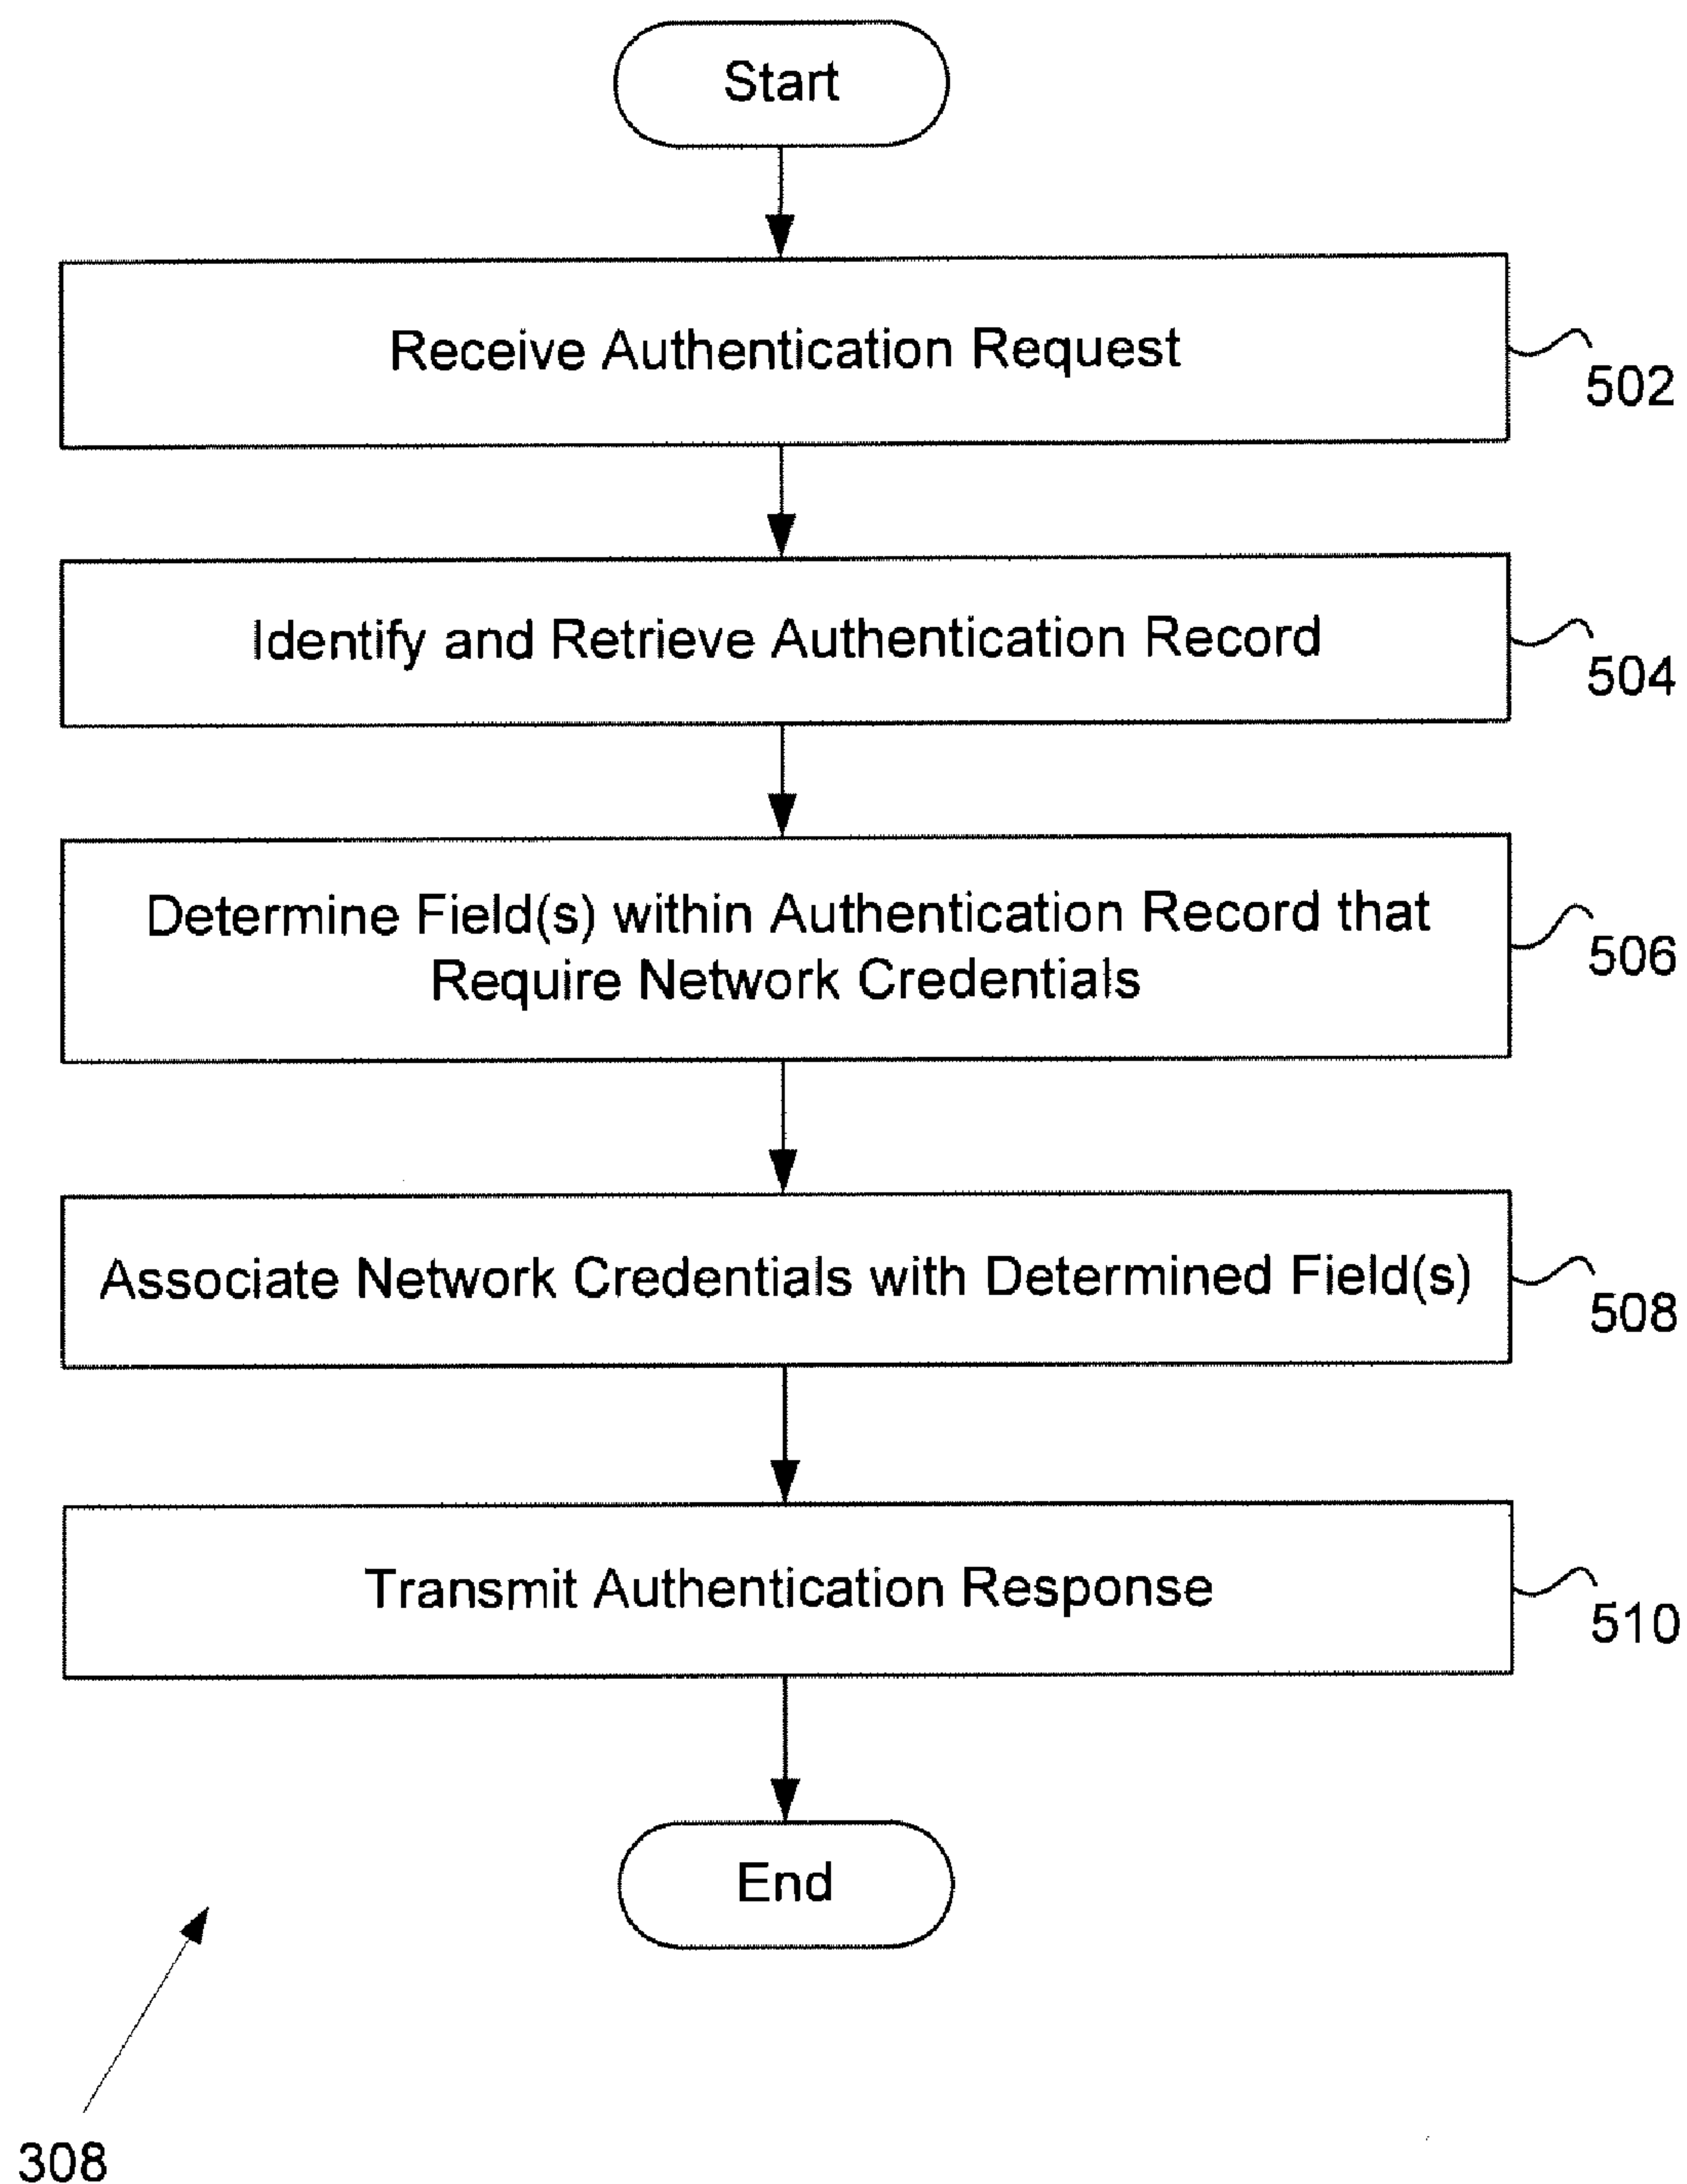 Start
Receive Authentication Request
502
Identify and Retrieve Authentication Record
504
Determine Field(s) within Authentication Record that
Require Network Credentials
506
Associate Network Credentials with Determined Field(s)
508
Transmit Authentication Response
510
End
308